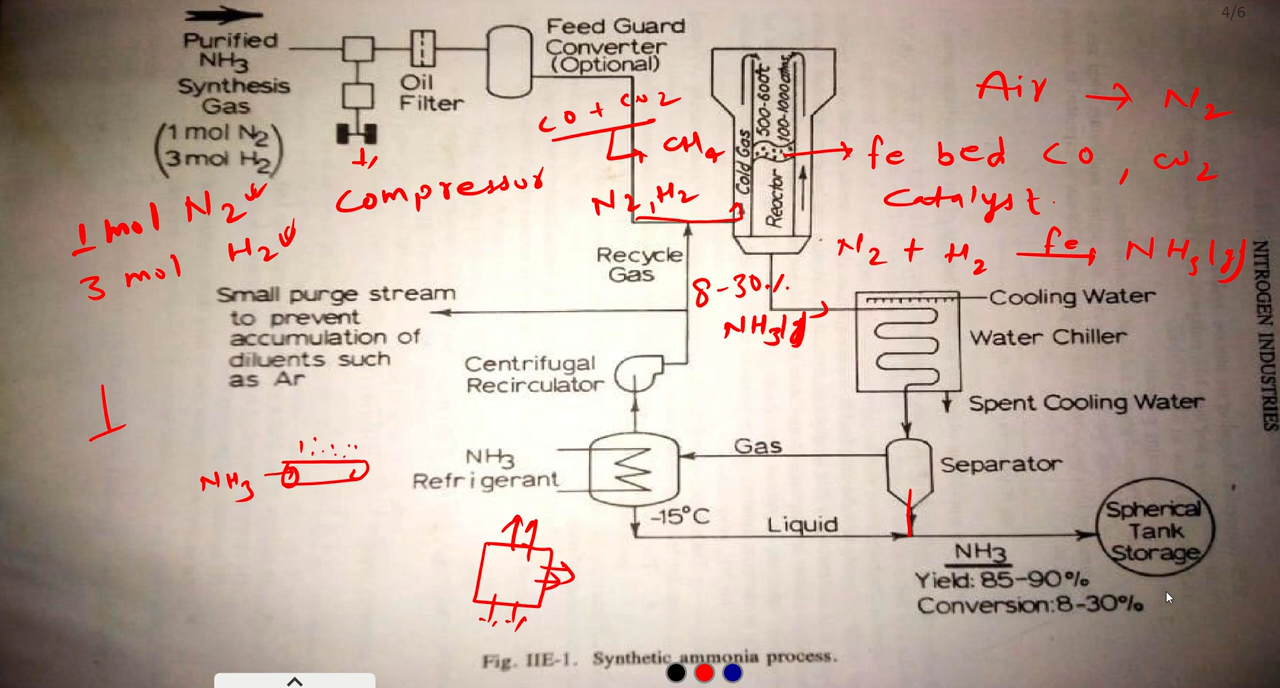 4/6
Purified
NH3
Synthesis
Gas
(1 mol N2
3 mol H2)
Oil
Filter
Feed Guard
Converter
(Optional)
Cold Gas
500-600°C
100-1000 atms
Reactor
Air → N2
CO + CO2
CH4
fe bed CO, CO2
Catalyst.
compressor
1 mol N2
3 mol H2
N2, H2
N2 + H2 fe NH3(g)
Recycle
Gas
8-30%
NH3(g)
Small purge stream
to prevent
accumulation of
diluents such
as Ar
Cooling Water
Water Chiller
Spent Cooling Water
Centrifugal
Recirculator
NH3
NH3
Refrigerant
Gas
Separator
-15°C
Liquid
Spherical
Tank
Storage
NH3
Yield: 85-90%
Conversion: 8-30%
Fig. IIE-1. Synthetic ammonia process.
NITROGEN INDUSTRIES